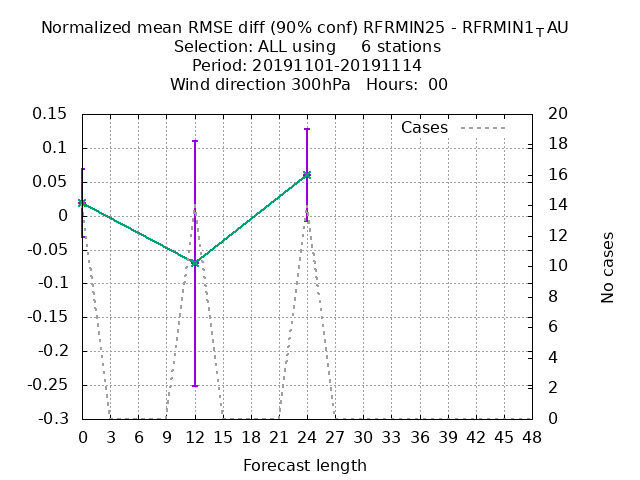 Normalized mean RMSE diff (90% conf) RFRMIN25 - RFRMIN1_TAU
Selection: ALL using 6 stations
Period: 20191101-20191114
Wind direction 300hPa Hours: 00
0.15
0.1
0.05
0
-0.05
-0.1
-0.15
-0.2
-0.25
-0.3
Cases
20
18
16
14
12
10
8
6
4
2
0
No cases
0 3 6 9 12 15 18 21 24 27 30 33 36 39 42 45 48
Forecast length